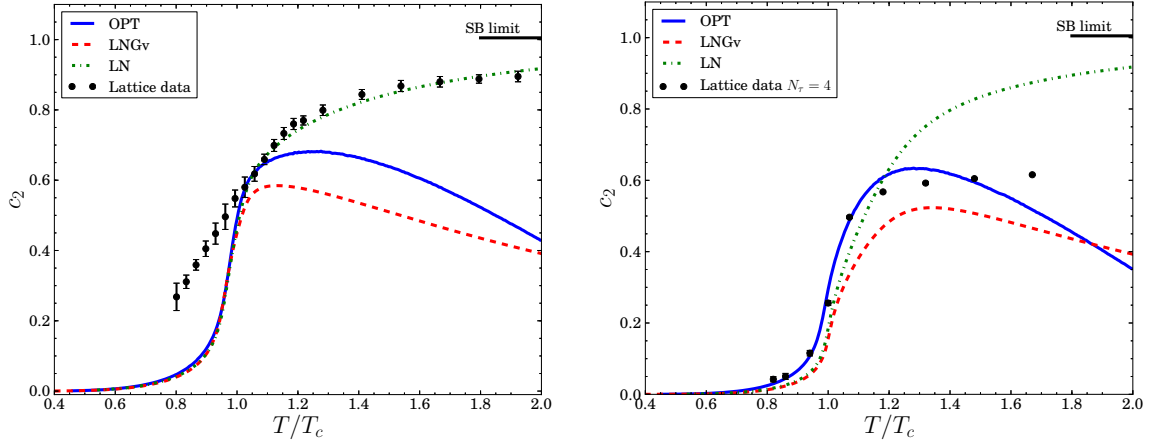 OPT
LNGv
LN
Lattice data
SB limit
1.0
0.8
0.6
0.4
0.2
0.0
c₂
0.4 0.6 0.8 1.0 1.2 1.4 1.6 1.8 2.0
T/T_c
OPT
LNGv
LN
Lattice data N_τ = 4
SB limit
1.0
0.8
0.6
0.4
0.2
0.0
c₂
0.4 0.6 0.8 1.0 1.2 1.4 1.6 1.8 2.0
T/T_c